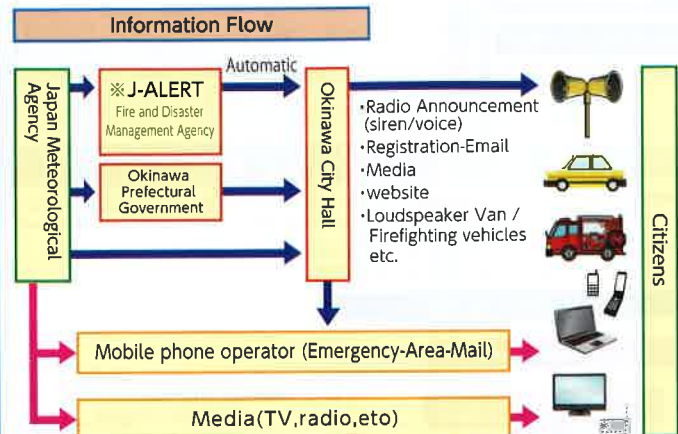 Information Flow
Japan Meteorological
Agency
※J-ALERT
Fire and Disaster
Management Agency
Automatic
Okinawa
Prefectural
Government
Okinawa City Hall
・Radio Announcement
(siren/voice)
・Registration-Email
・Media
・website
・Loudspeaker Van /
Firefighting vehicles
etc.
Citizens
Mobile phone operator (Emergency-Area-Mail)
Media(TV,radio,eto)